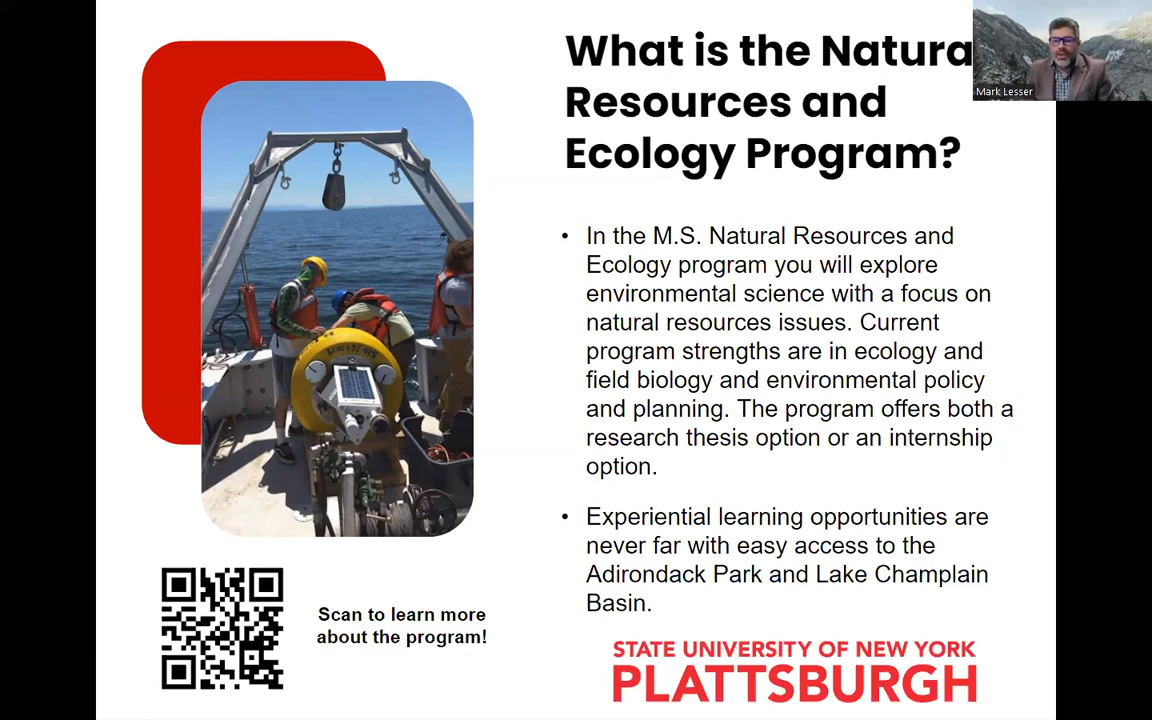 What is the Natura
Mark Lesser
Resources and
Ecology Program?
• In the M.S. Natural Resources and
Ecology program you will explore
environmental science with a focus on
natural resources issues. Current
program strengths are in ecology and
field biology and environmental policy
and planning. The program offers both a
research thesis option or an internship
option.
• Experiential learning opportunities are
never far with easy access to the
Adirondack Park and Lake Champlain
Basin.
Scan to learn more
about the program!
STATE UNIVERSITY OF NEW YORK
PLATTSBURGH